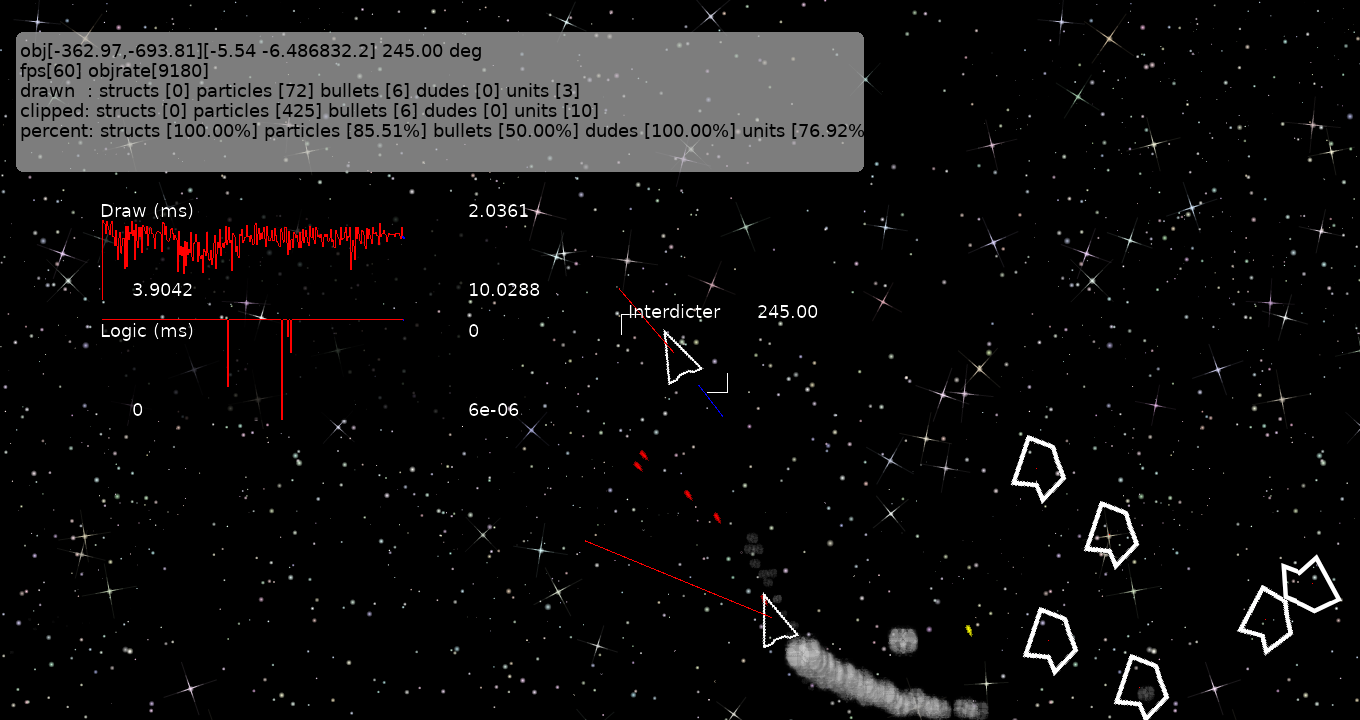 obj[-362.97,-693.81][-5.54 -6.486832.2] 245.00 deg
fps[60] objrate[9180]
drawn  : structs [0] particles [72] bullets [6] dudes [0] units [3]
clipped: structs [0] particles [425] bullets [6] dudes [0] units [10]
percent: structs [100.00%] particles [85.51%] bullets [50.00%] dudes [100.00%] units [76.92%
Draw (ms) 2.0361
3.9042 10.0288
Interdicter 245.00
Logic (ms) 0
0 6e-06